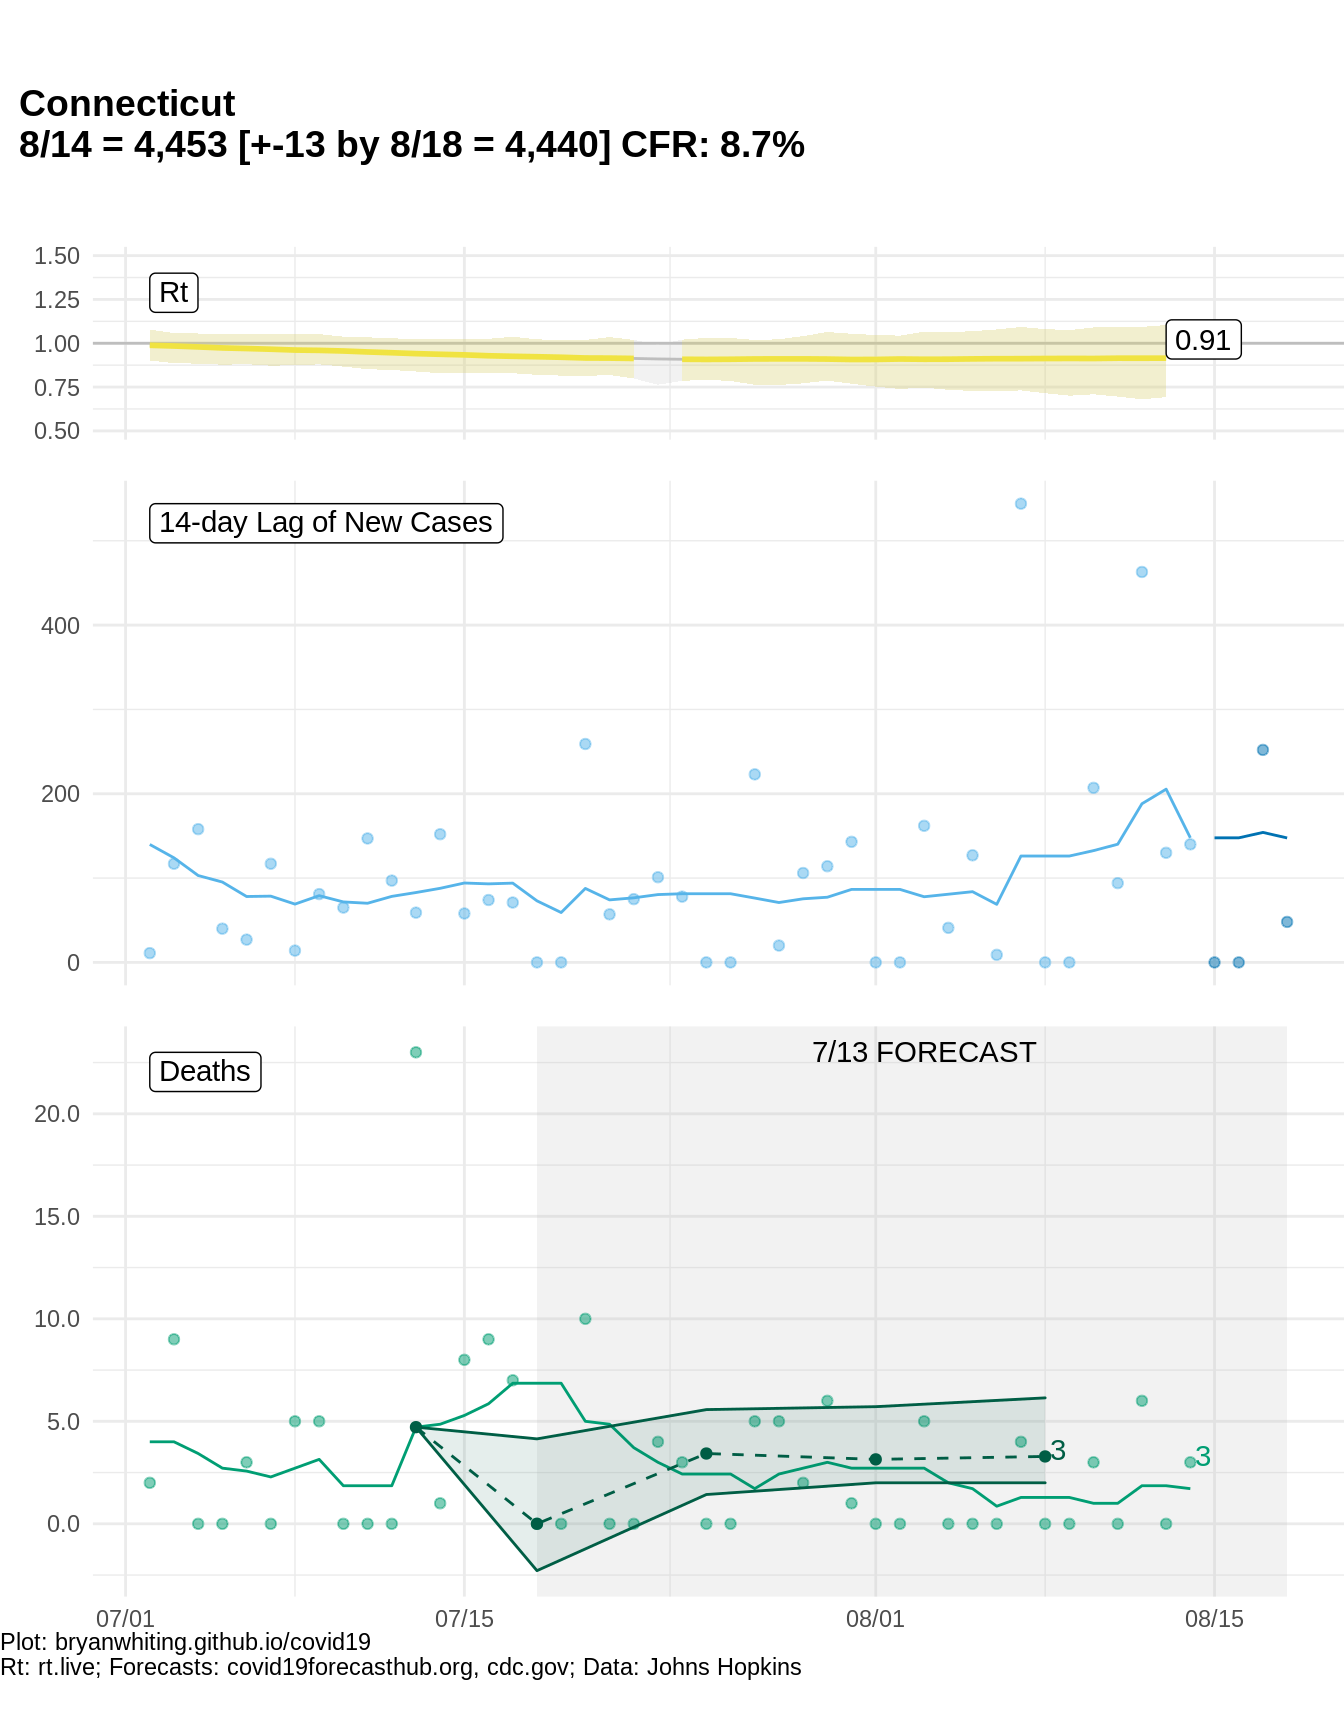 Connecticut
8/14 = 4,453 [+-13 by 8/18 = 4,440] CFR: 8.7%
1.50
1.25
1.00
0.75
0.50
Rt
0.91
14-day Lag of New Cases
400
200
0
Deaths
7/13 FORECAST
20.0
15.0
10.0
5.0
0.0
3
3
07/01
07/15
08/01
08/15
Plot: bryanwhiting.github.io/covid19
Rt: rt.live; Forecasts: covid19forecasthub.org, cdc.gov; Data: Johns Hopkins